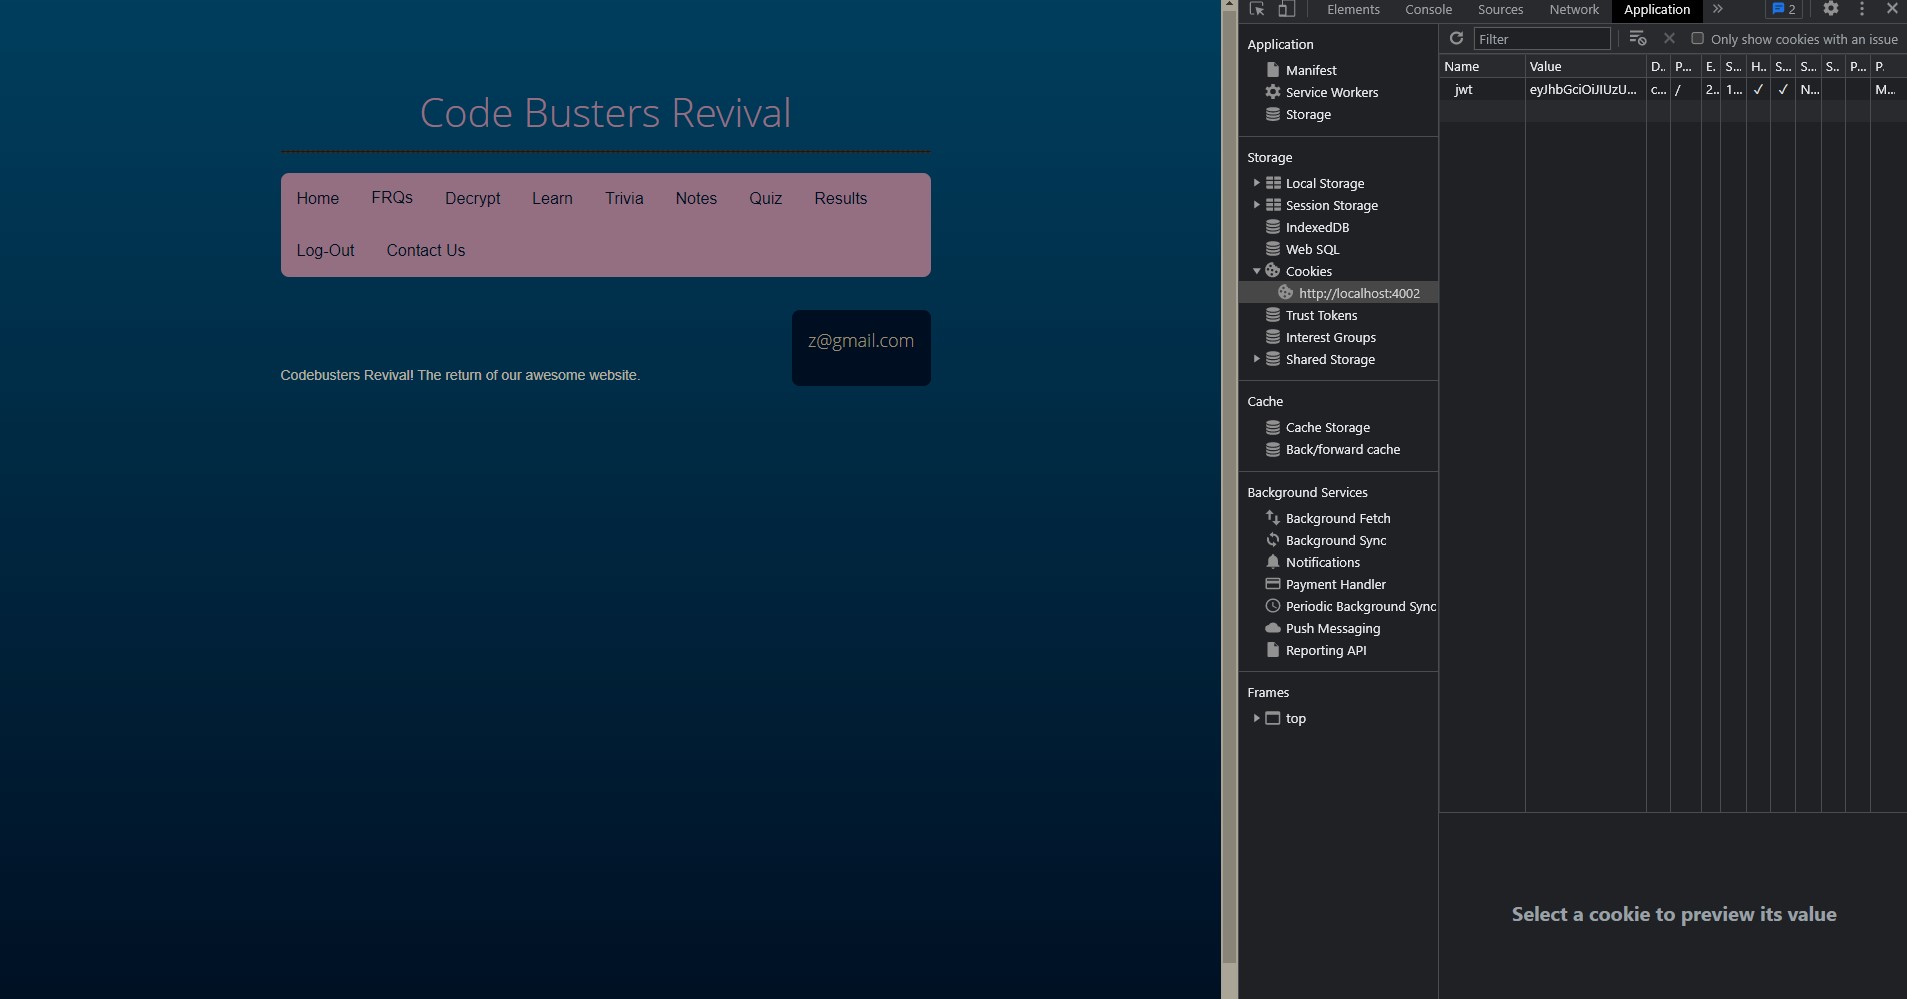 Code Busters Revival
Home FRQs Decrypt Learn Trivia Notes Quiz Results
Log-Out Contact Us
z@gmail.com
Codebusters Revival! The return of our awesome website.
Elements Console Sources Network Application 2
Application
Manifest
Service Workers
Storage
Storage
Local Storage
Session Storage
IndexedDB
Web SQL
Cookies
http://localhost:4002
Trust Tokens
Interest Groups
Shared Storage
Cache
Cache Storage
Back/forward cache
Background Services
Background Fetch
Background Sync
Notifications
Payment Handler
Periodic Background Sync
Push Messaging
Reporting API
Frames
top
Filter Only show cookies with an issue
Name Value D.. P... E. S... H.. S... S... S.. P... P.
jwt eyJhbGciOiJIUzU... c... / 2.. 1... ✓ ✓ N... M...
Select a cookie to preview its value